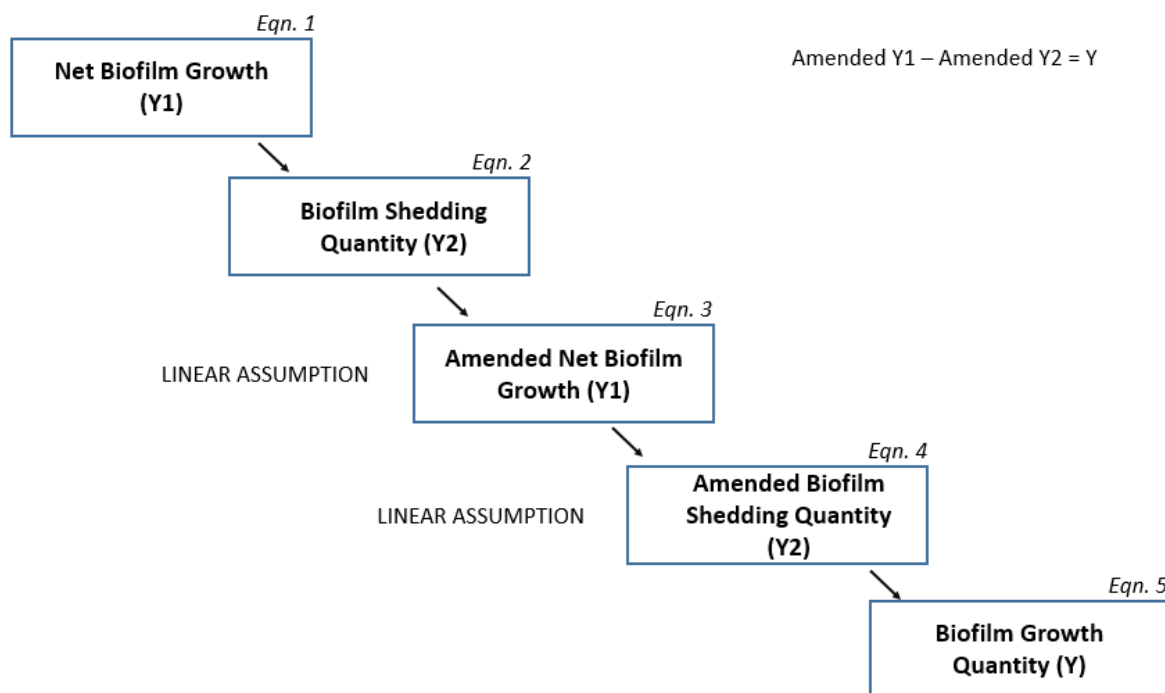 Eqn. 1
Net Biofilm Growth
(Y1)
Amended Y1 – Amended Y2 = Y
Eqn. 2
Biofilm Shedding
Quantity (Y2)
Eqn. 3
Amended Net Biofilm
Growth (Y1)
LINEAR ASSUMPTION
Eqn. 4
Amended Biofilm
Shedding Quantity
(Y2)
LINEAR ASSUMPTION
Eqn. 5
Biofilm Growth
Quantity (Y)